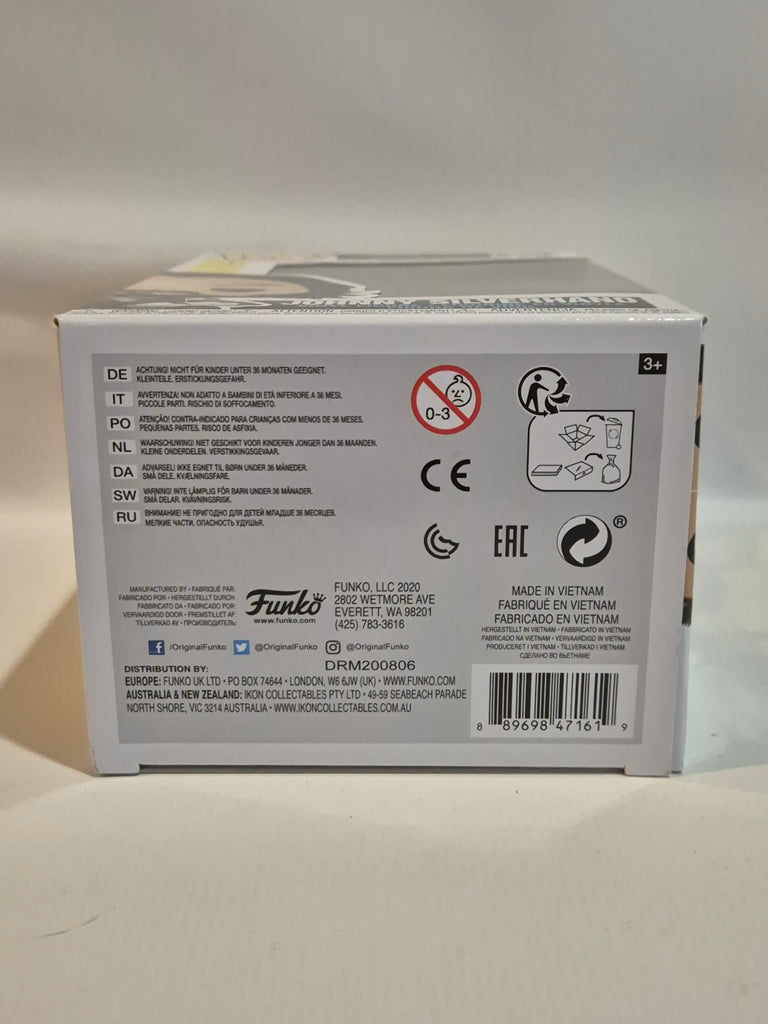 JOHNNY SILVERHAND
3+
DE ACHTUNG! NICHT FÜR KINDER UNTER 36 MONATEN GEEIGNET.
KLEINTEILE. ERSTICKUNGSGEFAHR.
IT AVVERTENZA! NON ADATTO A BAMBINI DI ETÀ INFERIORE A 36 MESI.
PICCOLE PARTI. RISCHIO DI SOFFOCAMENTO.
PO ATENÇÃO! CONTRA-INDICADO PARA CRIANÇAS COM MENOS DE 36 MESES.
PEQUENAS PARTES. RISCO DE ASFIXIA.
NL WAARSCHUWING! NIET GESCHIKT VOOR KINDEREN JONGER DAN 36 MAANDEN.
KLEINE ONDERDELEN. VERSTIKKINGSGEVAAR.
DA ADVARSEL! IKKE EGNET TIL BØRN UNDER 36 MÅNEDER.
SMÅ DELE. KVÆLNINGSFARE.
SW VARNING! INTE LÄMPLIG FÖR BARN UNDER 36 MÅNADER.
SMÅ DELAR. KVÄVNINGSRISK.
RU ВНИМАНИЕ! НЕ ПРИГОДНО ДЛЯ ДЕТЕЙ МЛАДШЕ 36 МЕСЯЦЕВ.
МЕЛКИЕ ЧАСТИ, ОПАСНОСТЬ УДУШЬЯ.
0-3
CE
EAC
®
MANUFACTURED BY • FABRIQUÉ PAR:
FABRICADO POR • HERGESTELLT DURCH:
FABBRICATO DA • FABRICADO POR:
VERVAARDIGD DOOR • FREMSTILLET AF:
TILLVERKAD AV • ПРОИЗВОДИТЕЛЬ:
Funko
www.funko.com
FUNKO, LLC 2020
2802 WETMORE AVE
EVERETT, WA 98201
(425) 783-3616
/OriginalFunko @OriginalFunko @OriginalFunko
DRM200806
DISTRIBUTION BY:
EUROPE: FUNKO UK LTD • PO BOX 74644 • LONDON, W6 6JW (UK) • WWW.FUNKO.COM
AUSTRALIA & NEW ZEALAND: IKON COLLECTABLES PTY LTD • 49-59 SEABEACH PARADE
NORTH SHORE, VIC 3214 AUSTRALIA • WWW.IKONCOLLECTABLES.COM.AU
MADE IN VIETNAM
FABRIQUÉ EN VIETNAM
FABRICADO EN VIETNAM
HERGESTELLT IN VIETNAM • FABBRICATO IN VIETNAM
FABRICADO NA VIETNAM • VERVAARDIGD IN VIETNAM
PRODUCERET I VIETNAM • TILLVERKAD I VIETNAM
СДЕЛАНО ВО ВЬЕТНАМЕ
8 89698 47161 9